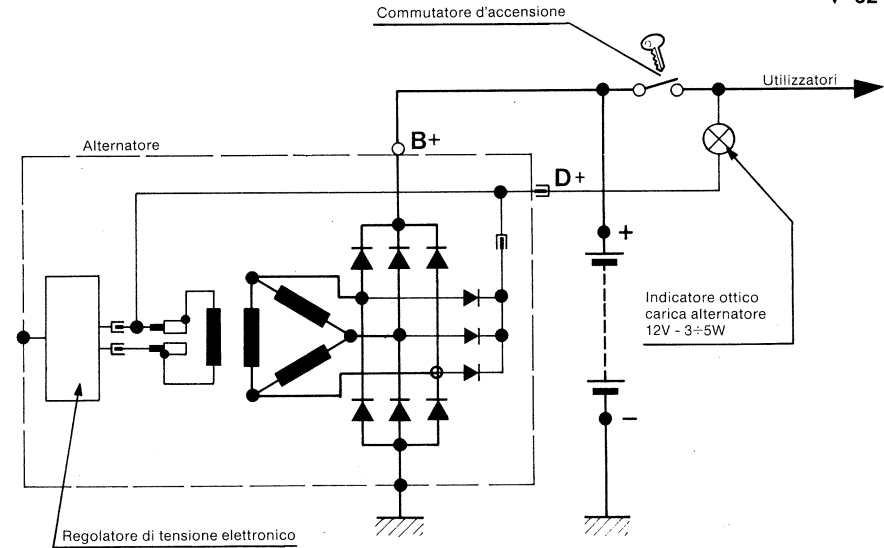 Commutatore d'accensione
Utilizzatori
Alternatore
B+
D+
+
Indicatore ottico
carica alternatore
12V - 3÷5W
−
Regolatore di tensione elettronico